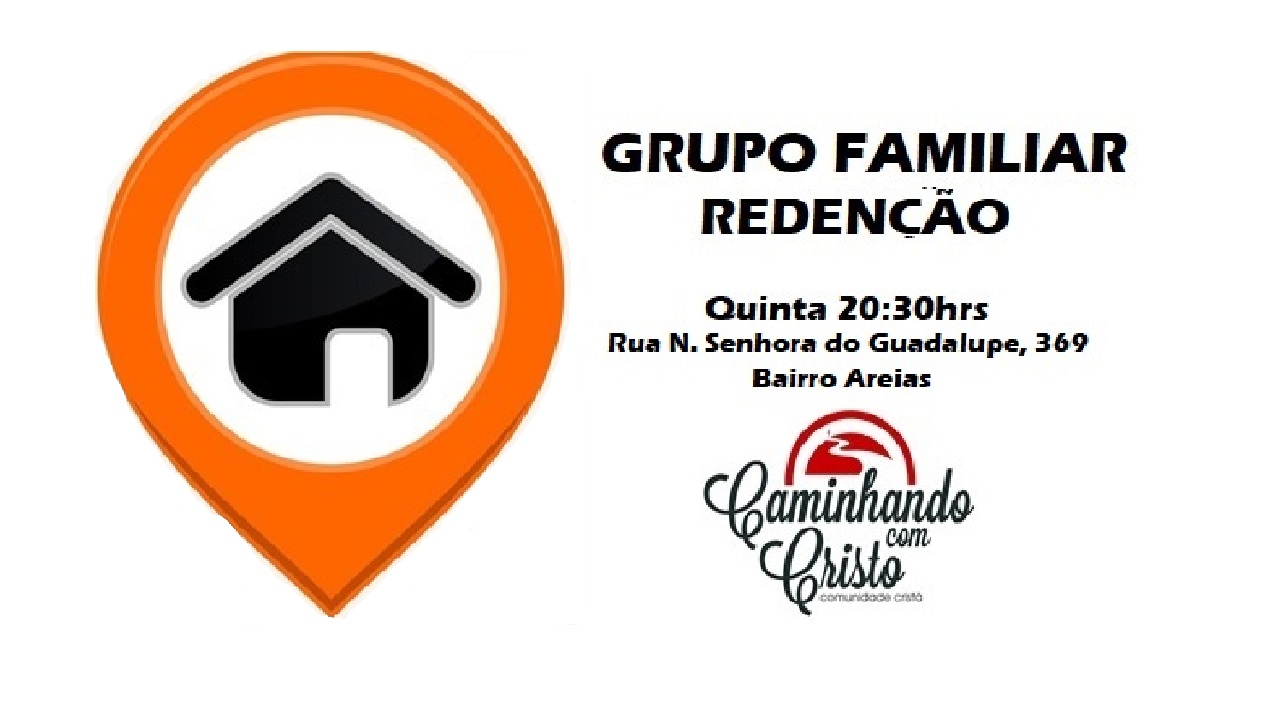 GRUPO FAMILIAR
REDENÇÃO
Quinta 20:30hrs
Rua N. Senhora do Guadalupe, 369
Bairro Areias
Caminhando
com
Cristo
comunidade cristã